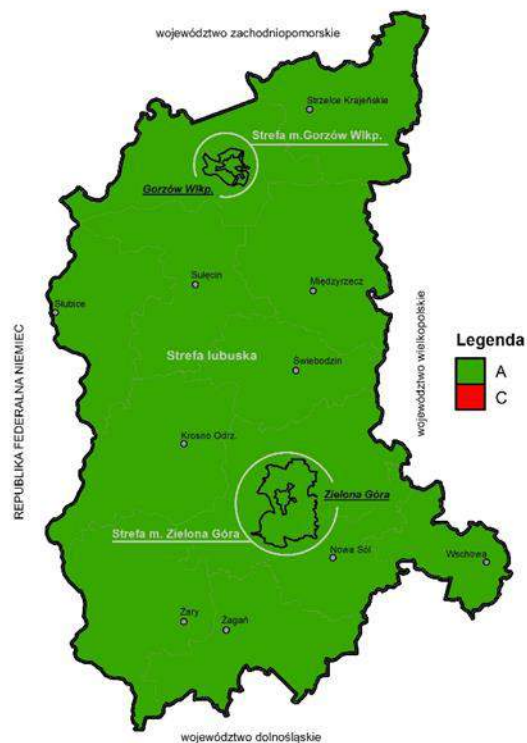 województwo zachodniopomorskie
Strzelce Krajeńskie
Strefa m.Gorzów Wlkp.
Gorzów Wlkp.
Sulęcin
Międzyrzecz
Słubice
Strefa lubuska
Świebodzin
REPUBLIKA FEDERALNA NIEMIEC
województwo wielkopolskie
Legenda
A
C
Krosno Odrz.
Zielona Góra
Strefa m. Zielona Góra
Nowa Sól
Wschowa
Żary
Żagań
województwo dolnośląskie